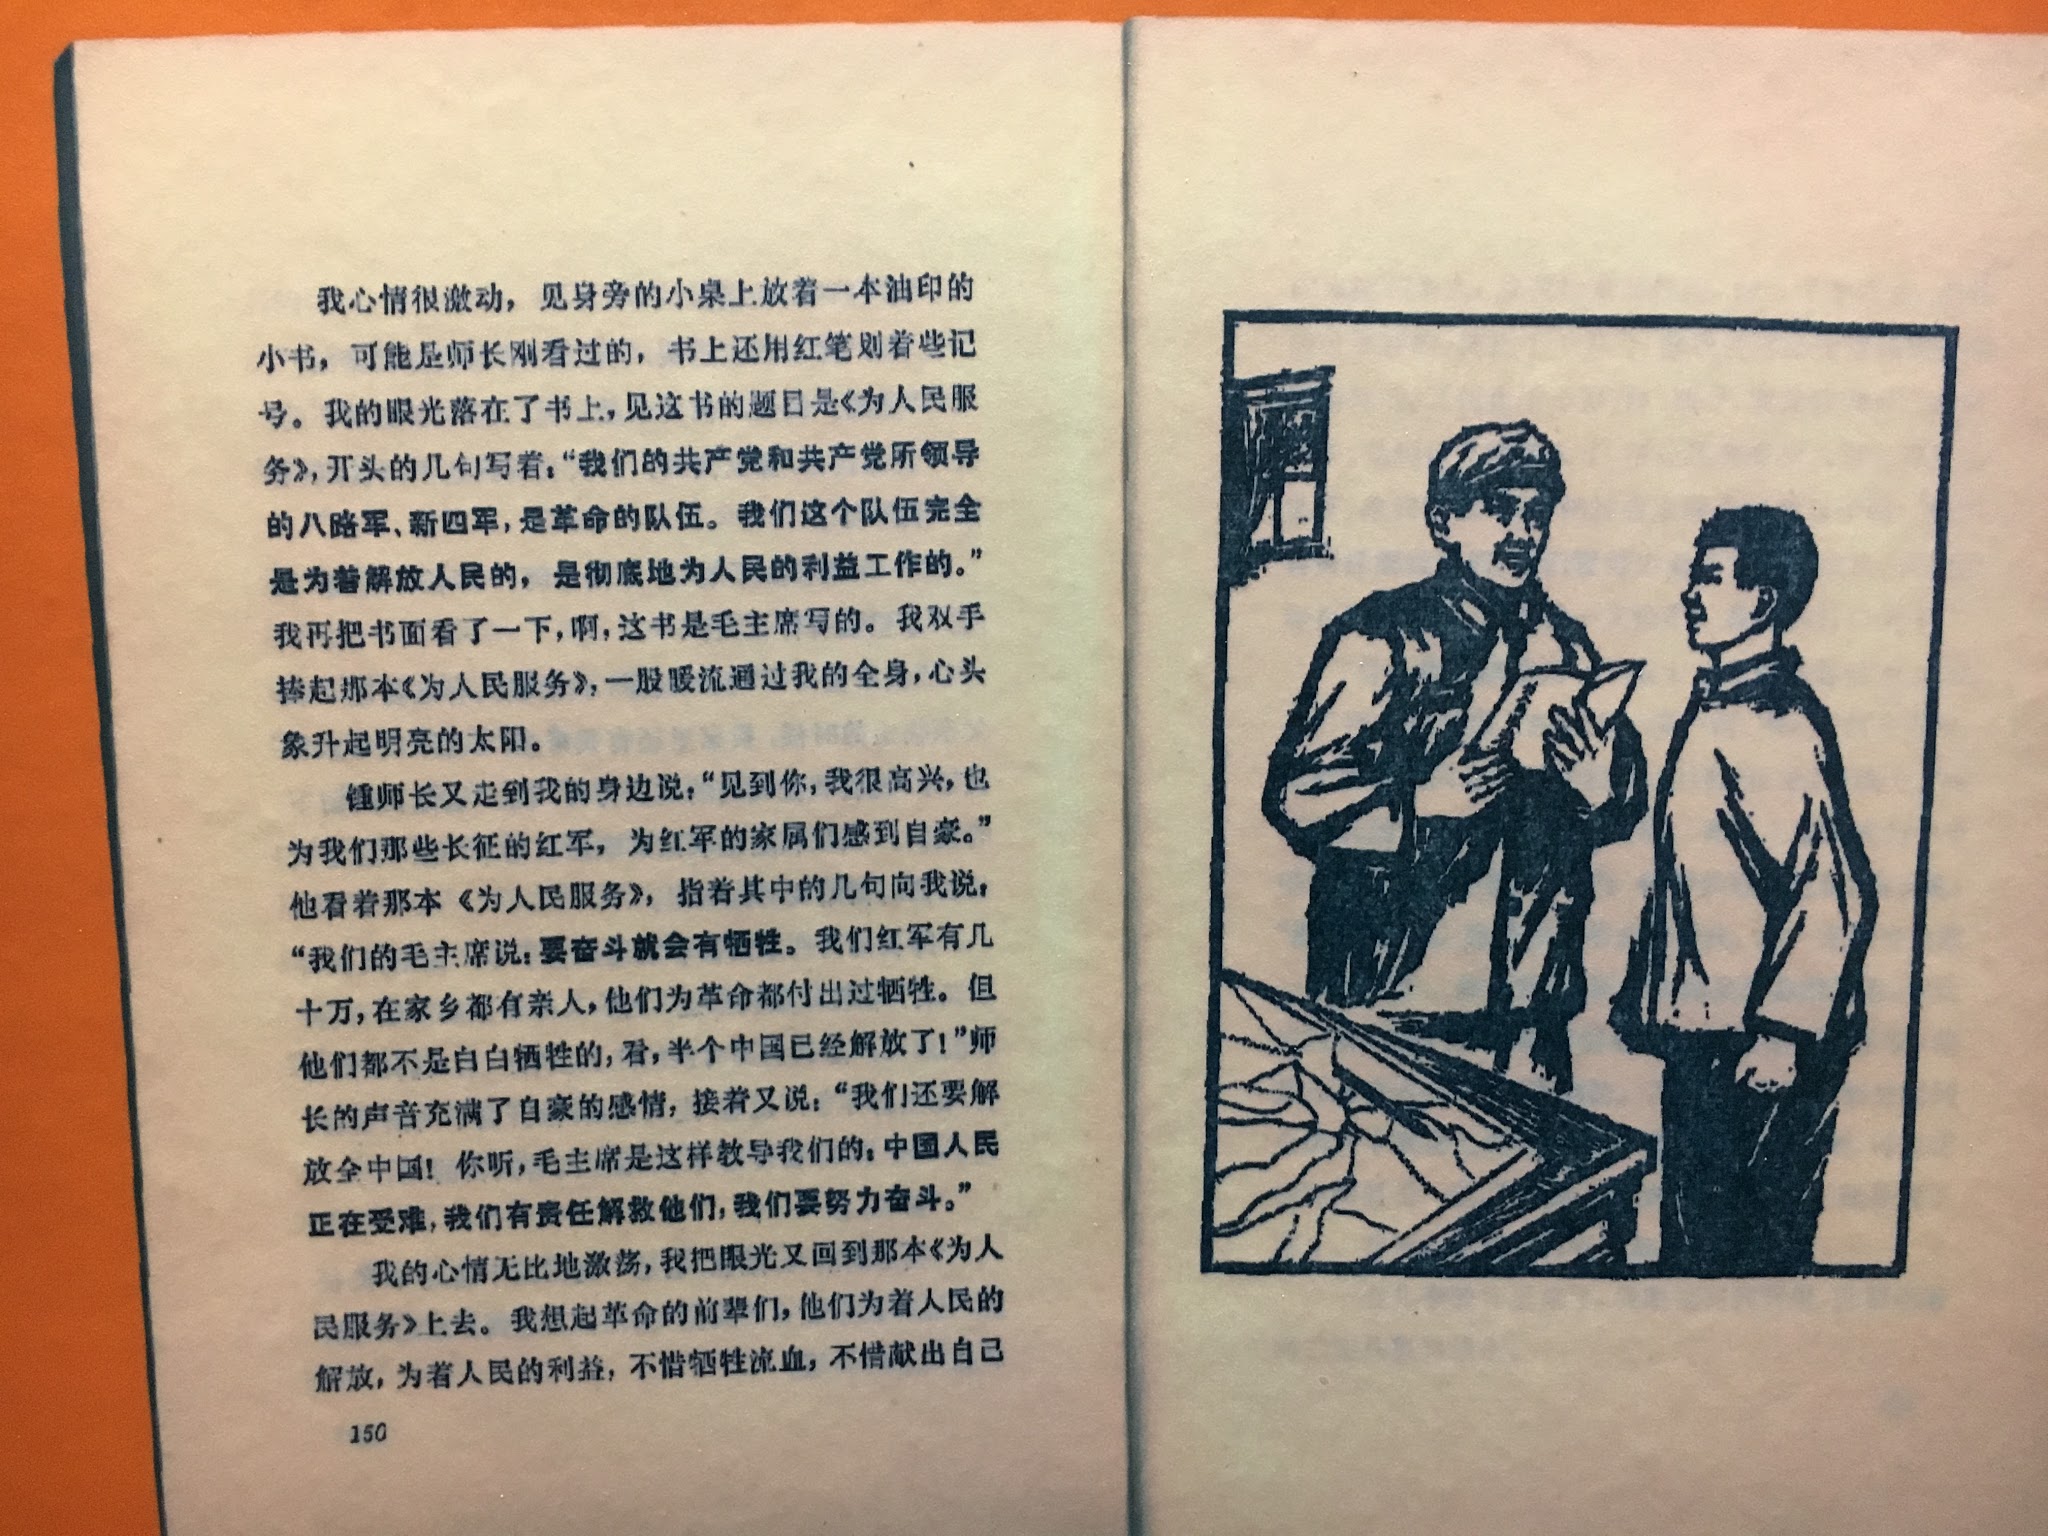 我心情很激动，见身旁的小桌上放着一本油印的
小书，可能是师长刚看过的，书上还用红笔划着些记
号。我的眼光落在了书上，见这书的题目是《为人民服
务》，开头的几句写着：“我们的共产党和共产党所领导
的八路军、新四军，是革命的队伍。我们这个队伍完全
是为着解放人民的，是彻底地为人民的利益工作的。”
我再把书面看了一下，啊，这书是毛主席写的。我双手
捧起那本《为人民服务》，一股暖流通过我的全身，心头
象升起明亮的太阳。
锺师长又走到我的身边说：“见到你，我很高兴，也
为我们那些长征的红军，为红军的家属们感到自豪。”
他看着那本《为人民服务》，指着其中的几句向我说：
“我们的毛主席说：要奋斗就会有牺牲。我们红军有几
十万，在家乡都有亲人，他们为革命都付出过牺牲。但
他们都不是白白牺牲的，看，半个中国已经解放了！”师
长的声音充满了自豪的感情，接着又说：“我们还要解
放全中国！你听，毛主席是这样教导我们的：中国人民
正在受难，我们有责任解救他们，我们要努力奋斗。”
我的心情无比地激荡，我把眼光又回到那本《为人
民服务》上去。我想起革命的前辈们，他们为着人民的
解放，为着人民的利益，不惜牺牲流血，不惜献出自己
150